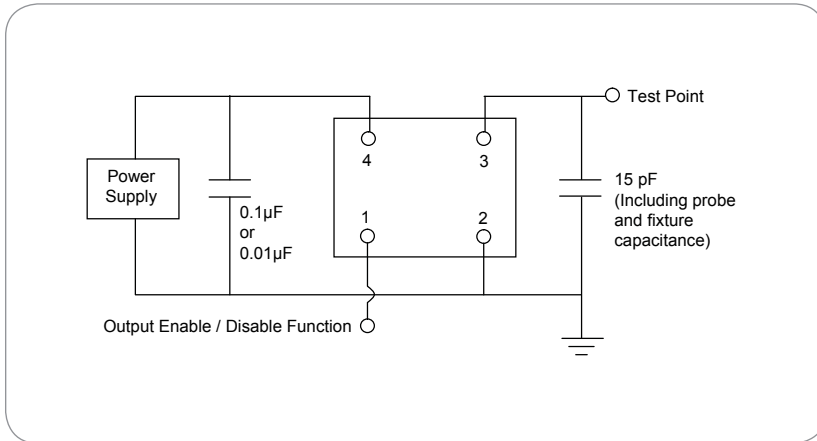 Test Point
4
3
Power
Supply
0.1µF
or
0.01µF
1
2
15 pF
(Including probe
and fixture
capacitance)
Output Enable / Disable Function